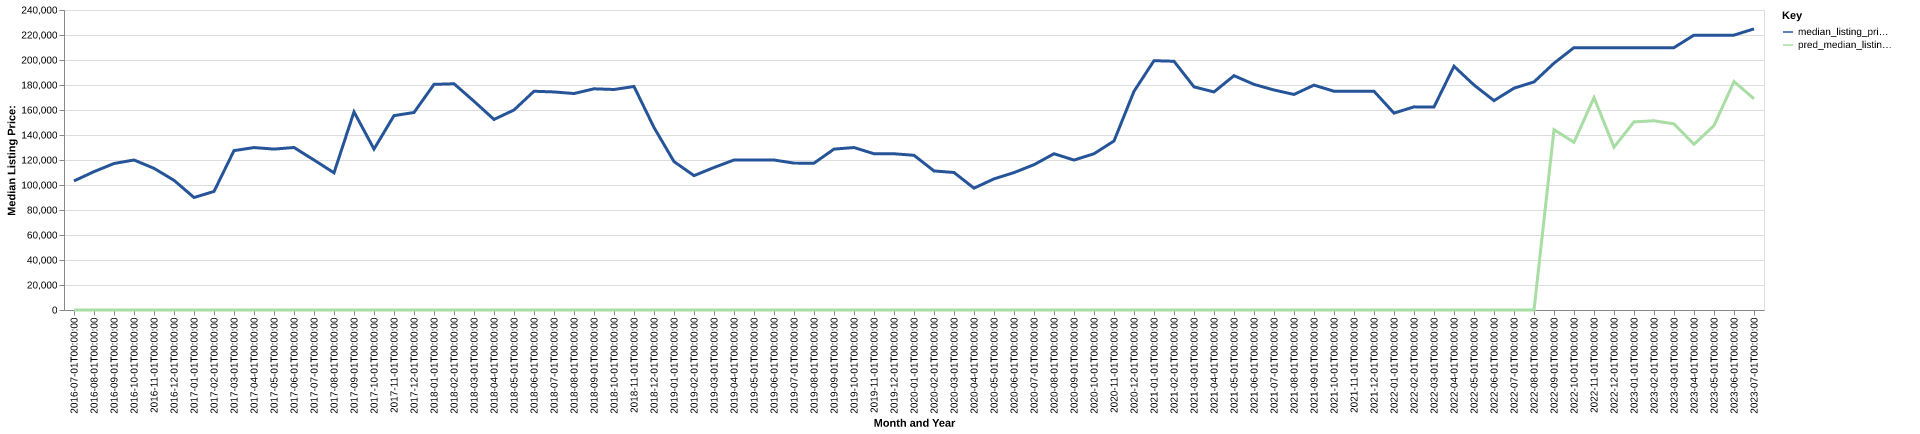 240,000
220,000
200,000
180,000
160,000
140,000
120,000
100,000
80,000
60,000
40,000
20,000
0
Median Listing Price:
2016-07-01T00:00:00
2016-08-01T00:00:00
2016-09-01T00:00:00
2016-10-01T00:00:00
2016-11-01T00:00:00
2016-12-01T00:00:00
2017-01-01T00:00:00
2017-02-01T00:00:00
2017-03-01T00:00:00
2017-04-01T00:00:00
2017-05-01T00:00:00
2017-06-01T00:00:00
2017-07-01T00:00:00
2017-08-01T00:00:00
2017-09-01T00:00:00
2017-10-01T00:00:00
2017-11-01T00:00:00
2017-12-01T00:00:00
2018-01-01T00:00:00
2018-02-01T00:00:00
2018-03-01T00:00:00
2018-04-01T00:00:00
2018-05-01T00:00:00
2018-06-01T00:00:00
2018-07-01T00:00:00
2018-08-01T00:00:00
2018-09-01T00:00:00
2018-10-01T00:00:00
2018-11-01T00:00:00
2018-12-01T00:00:00
2019-01-01T00:00:00
2019-02-01T00:00:00
2019-03-01T00:00:00
2019-04-01T00:00:00
2019-05-01T00:00:00
2019-06-01T00:00:00
2019-07-01T00:00:00
2019-08-01T00:00:00
2019-09-01T00:00:00
2019-10-01T00:00:00
2019-11-01T00:00:00
2019-12-01T00:00:00
2020-01-01T00:00:00
2020-02-01T00:00:00
2020-03-01T00:00:00
2020-04-01T00:00:00
2020-05-01T00:00:00
2020-06-01T00:00:00
2020-07-01T00:00:00
2020-08-01T00:00:00
2020-09-01T00:00:00
2020-10-01T00:00:00
2020-11-01T00:00:00
2020-12-01T00:00:00
2021-01-01T00:00:00
2021-02-01T00:00:00
2021-03-01T00:00:00
2021-04-01T00:00:00
2021-05-01T00:00:00
2021-06-01T00:00:00
2021-07-01T00:00:00
2021-08-01T00:00:00
2021-09-01T00:00:00
2021-10-01T00:00:00
2021-11-01T00:00:00
2021-12-01T00:00:00
2022-01-01T00:00:00
2022-02-01T00:00:00
2022-03-01T00:00:00
2022-04-01T00:00:00
2022-05-01T00:00:00
2022-06-01T00:00:00
2022-07-01T00:00:00
2022-08-01T00:00:00
2022-09-01T00:00:00
2022-10-01T00:00:00
2022-11-01T00:00:00
2022-12-01T00:00:00
2023-01-01T00:00:00
2023-02-01T00:00:00
2023-03-01T00:00:00
2023-04-01T00:00:00
2023-05-01T00:00:00
2023-06-01T00:00:00
2023-07-01T00:00:00
Month and Year
Key
median_listing_pri…
pred_median_listin…